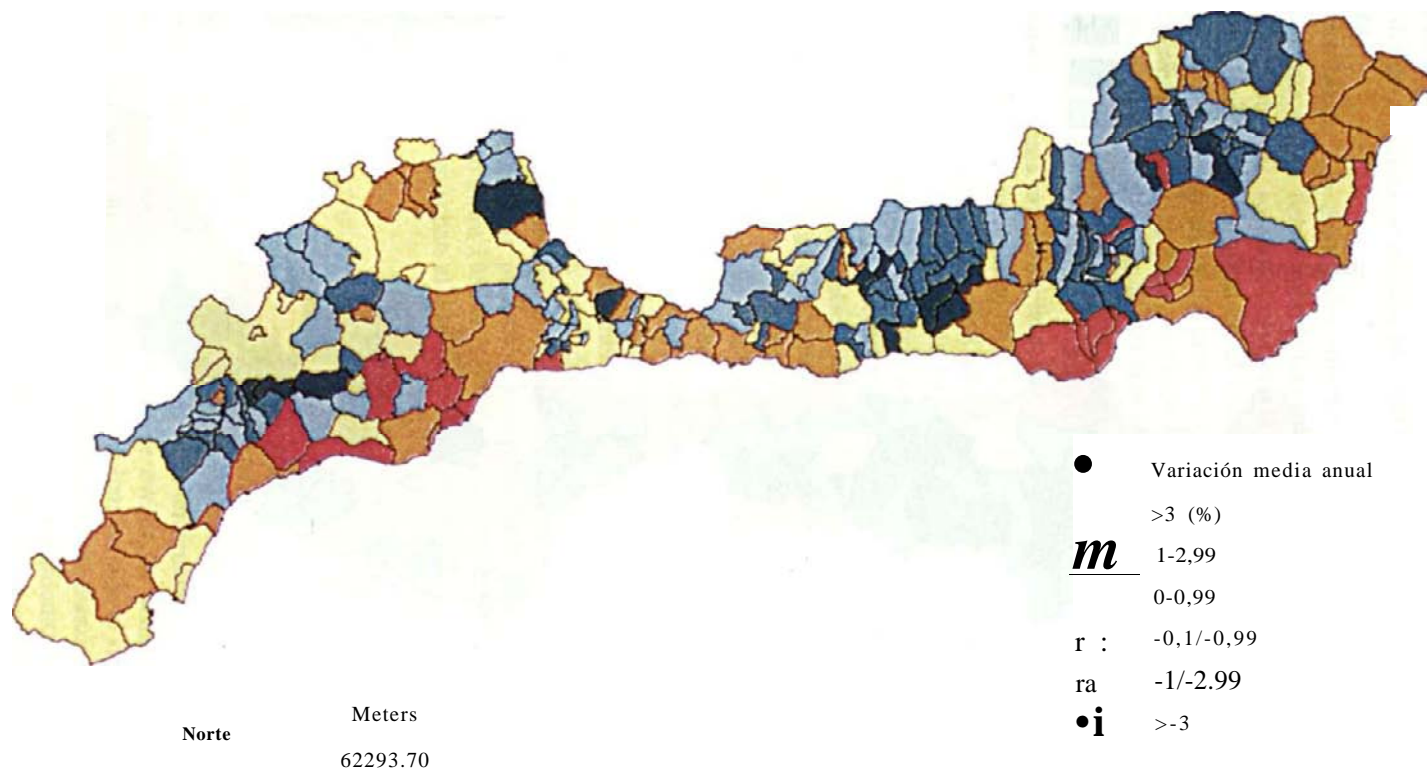 ● Variación media anual
>3 (%)
m 1-2,99
0-0,99
r : -0,1/-0,99
ra -1/-2.99
•i >-3
Norte
Meters
62293.70